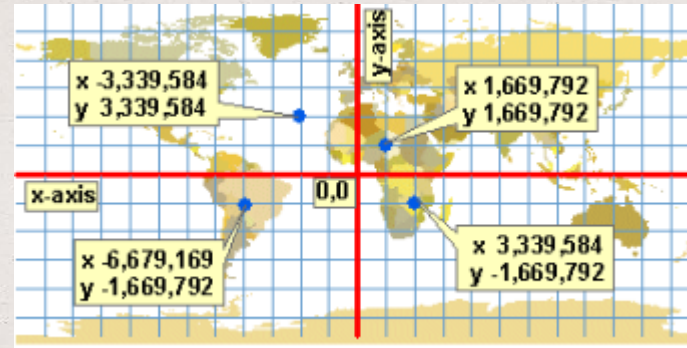 y-axis
x -3,339,584
y 3,339,584
x 1,669,792
y 1,669,792
x-axis
0,0
x -6,679,169
y -1,669,792
x 3,339,584
y -1,669,792